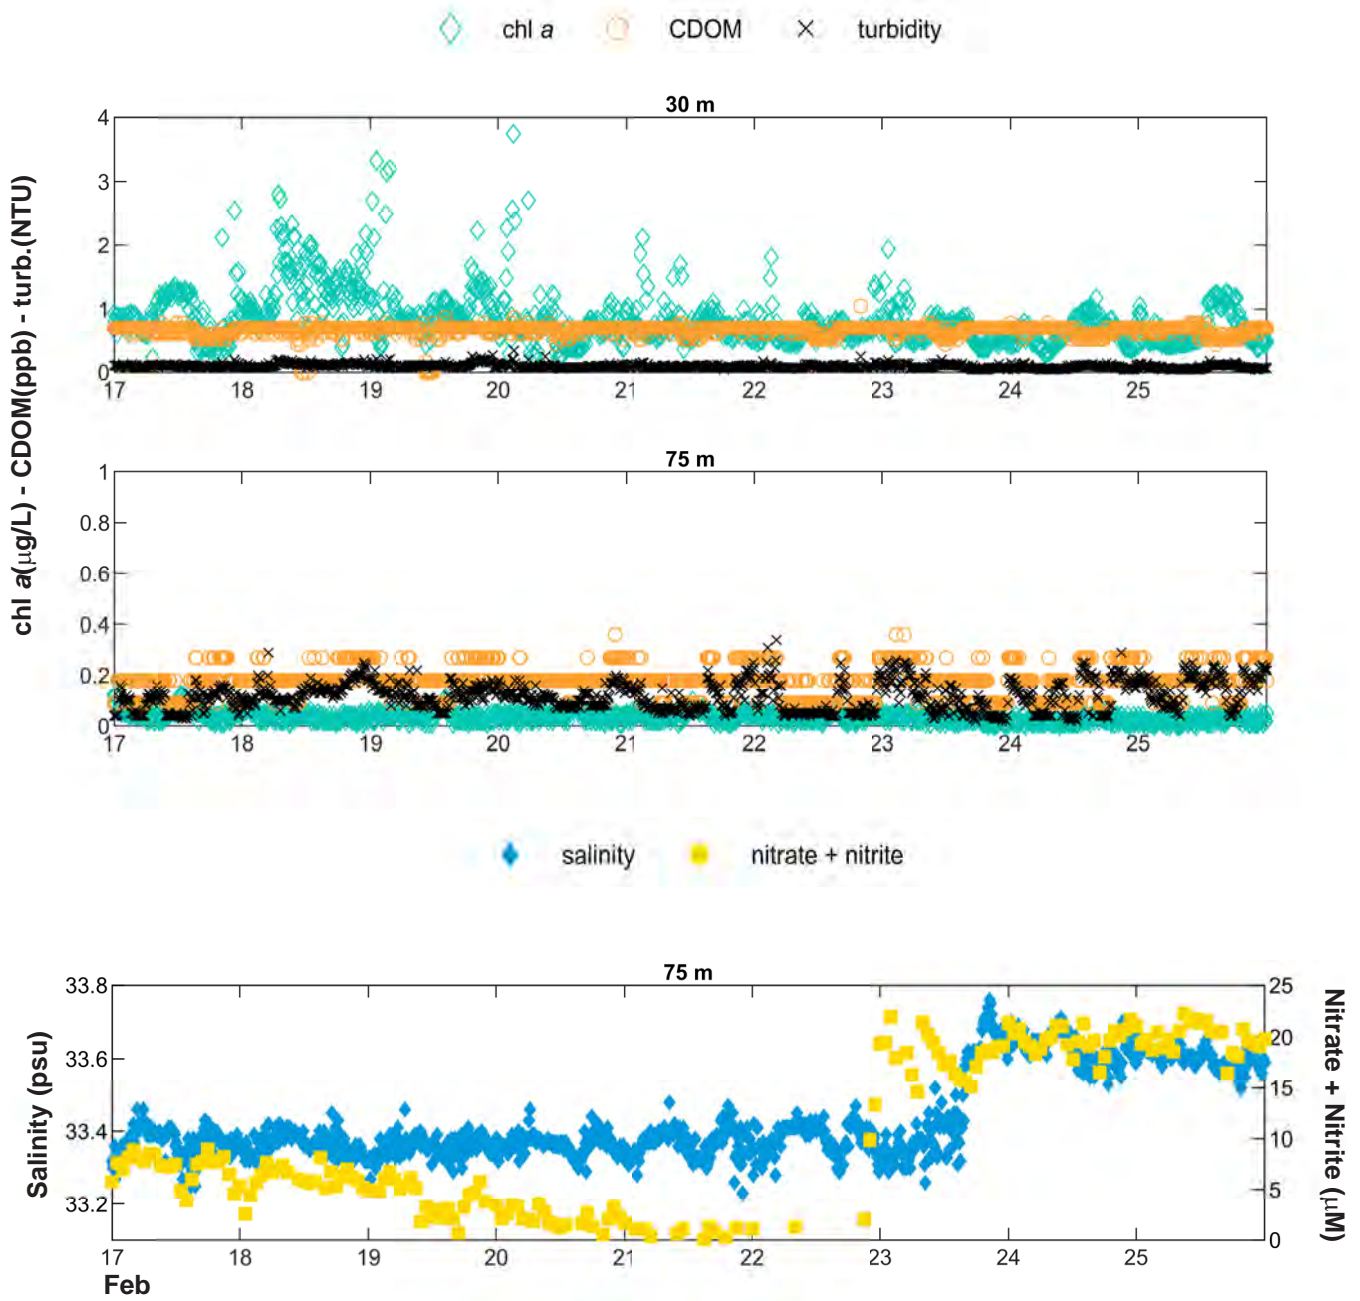 chl a CDOM turbidity
30 m
4
3
2
1
0
17 18 19 20 21 22 23 24 25
chl a(μg/L) - CDOM(ppb) - turb.(NTU)
75 m
1
0.8
0.6
0.4
0.2
0
17 18 19 20 21 22 23 24 25
salinity nitrate + nitrite
75 m
33.8
33.6
33.4
33.2
Salinity (psu)
25
20
15
10
5
0
Nitrate + Nitrite (μM)
17 18 19 20 21 22 23 24 25
Feb